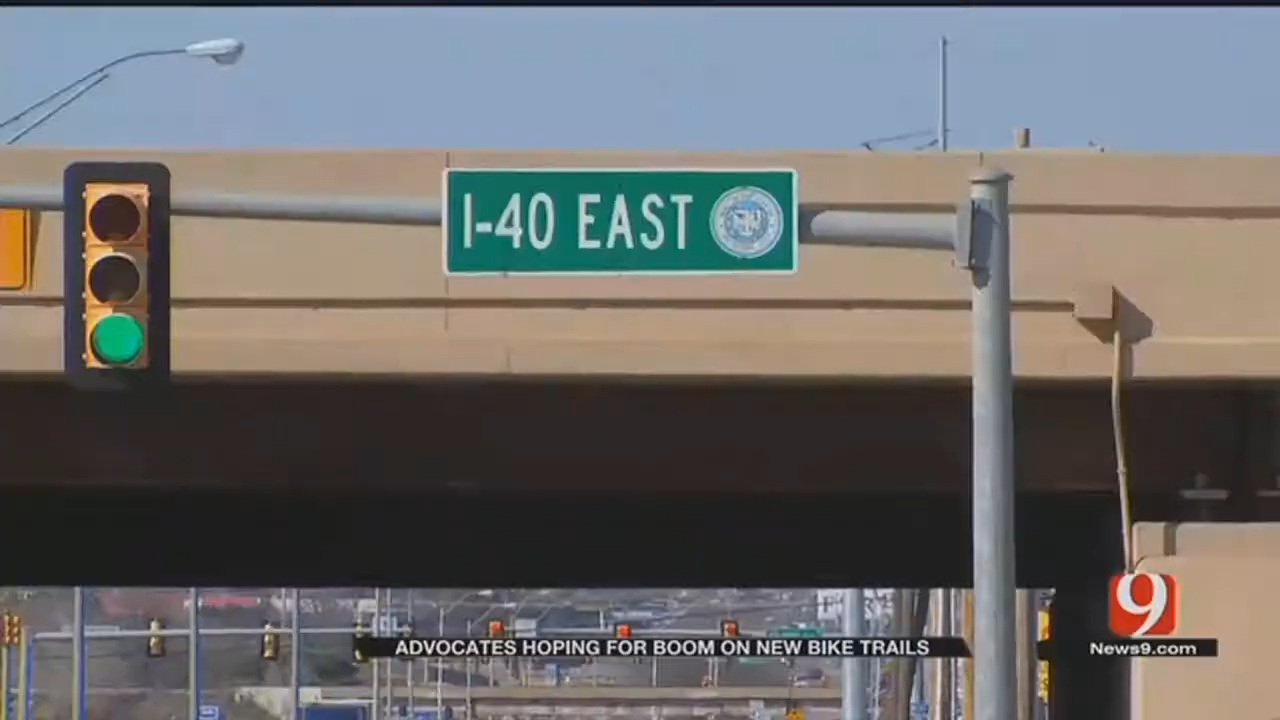 I-40 EAST
ADVOCATES HOPING FOR BOOM ON NEW BIKE TRAILS
9
News9.com